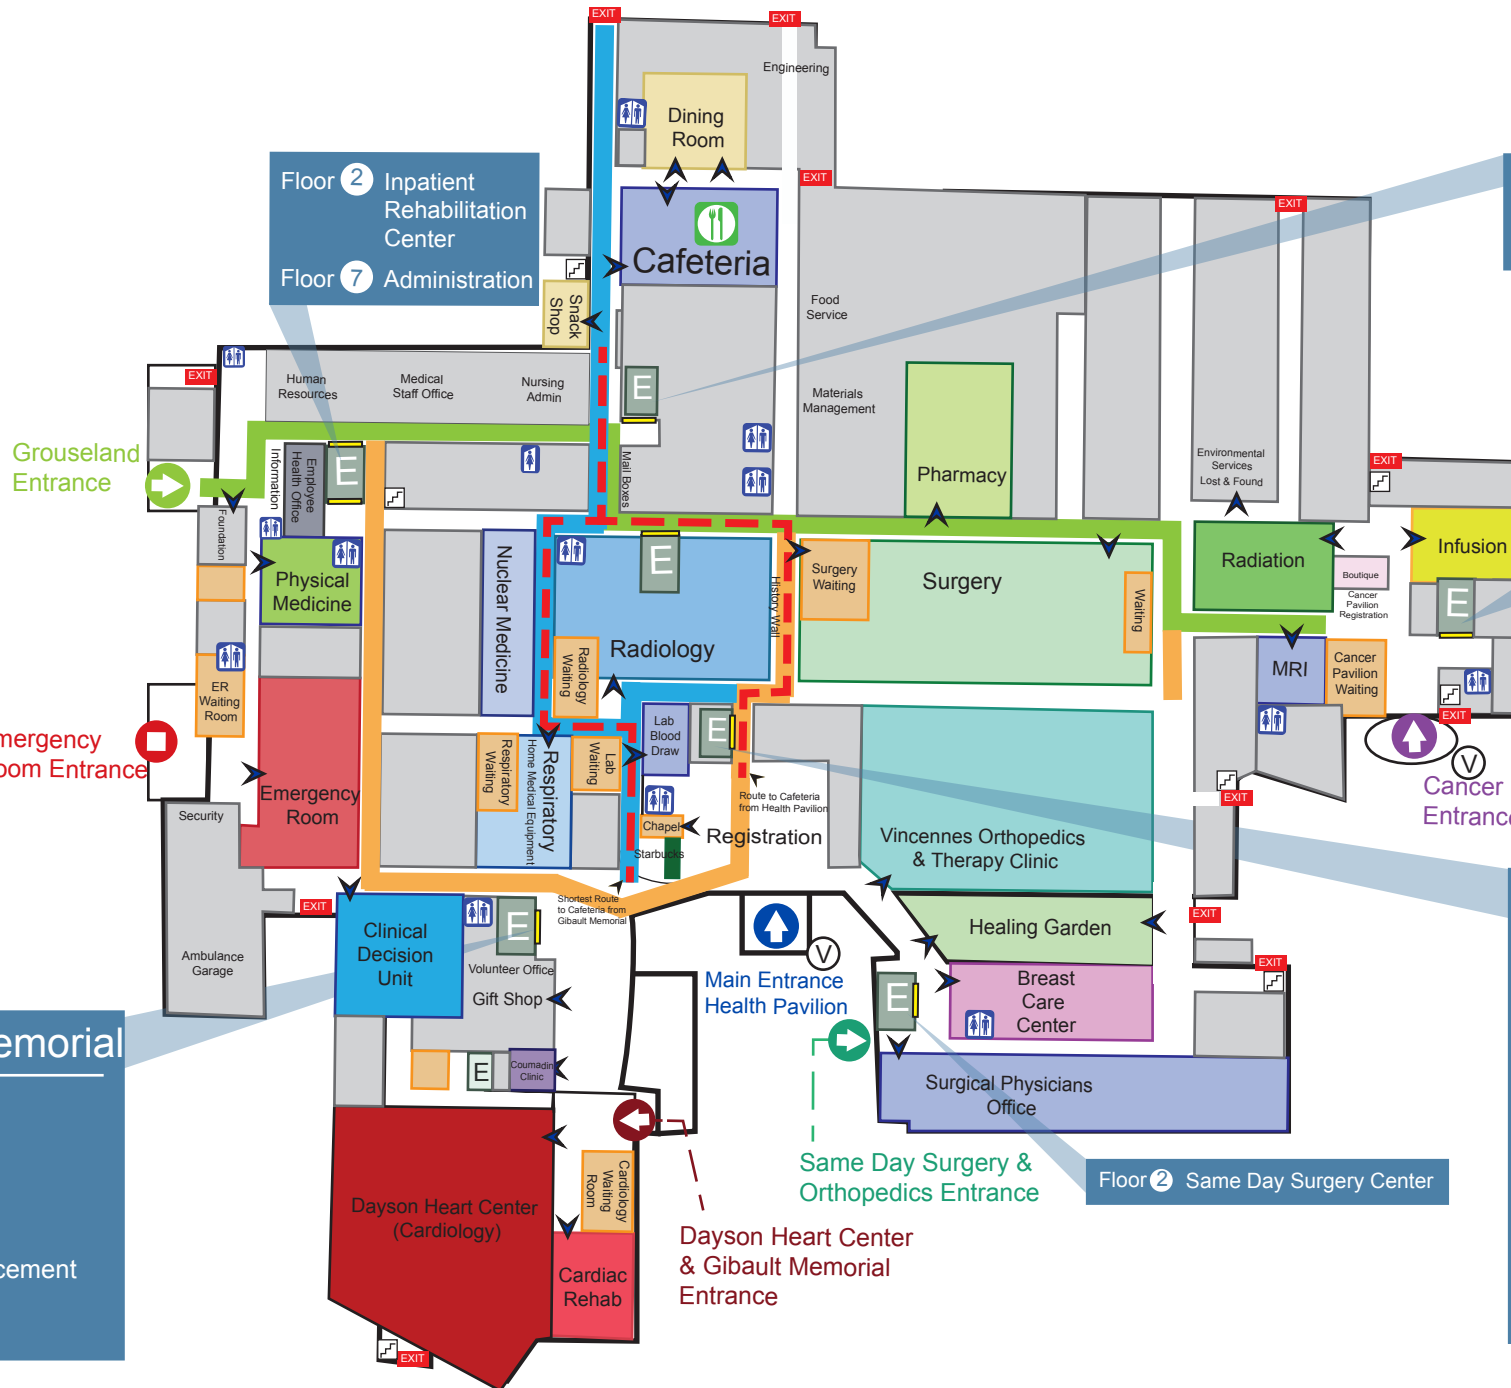 EXIT
EXIT
Engineering
Dining
Room
Floor 2 Inpatient
Rehabilitation
Center
Floor 7 Administration
EXIT
EXIT
Cafeteria
Snack
Shop
Food
Service
EXIT
Human
Resources
Medical
Staff Office
Nursing
Admin
E
Materials
Management
Grouseland
Entrance
Information
Employee
Health Office
E
Mail Boxes
Pharmacy
Environmental
Services
Lost & Found
EXIT
Foundation
Physical
Medicine
Nuclear Medicine
E
Radiology
Radiology
Waiting
History Wall
Surgery
Waiting
Surgery
Waiting
Radiation
Boutique
Cancer
Pavilion
Registration
Infusion
E
MRI
Cancer
Pavilion
Waiting
ER
Waiting
Room
mergency
oom Entrance
Emergency
Room
Security
Respiratory
Waiting
Respiratory
Home Medical Equipment
Lab
Waiting
Lab
Blood
Draw
E
Route to Cafeteria
from Health Pavilion
Chapel
Registration
Starbucks
Shortest Route
to Cafeteria from
Gibault Memorial
Vincennes Orthopedics
& Therapy Clinic
EXIT
V
Cancer
Entrance
EXIT
EXIT
Clinical
Decision
Unit
E
Volunteer Office
Gift Shop
Ambulance
Garage
V
Main Entrance
Health Pavilion
Healing Garden
EXIT
EXIT
Breast
Care
Center
E
emorial
E
Coumadin
Clinic
Surgical Physicians
Office
Same Day Surgery &
Orthopedics Entrance
Floor 2 Same Day Surgery Center
Dayson Heart Center
(Cardiology)
Cardiology
Waiting
Room
Cardiac
Rehab
Dayson Heart Center
& Gibault Memorial
Entrance
cement
EXIT